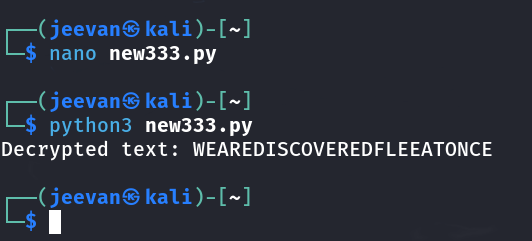 ┌──(jeevan㉿kali)-[~]
└─$ nano new333.py
┌──(jeevan㉿kali)-[~]
└─$ python3 new333.py
Decrypted text: WEAREDISCOVEREDFLEEATONCE
┌──(jeevan㉿kali)-[~]
└─$